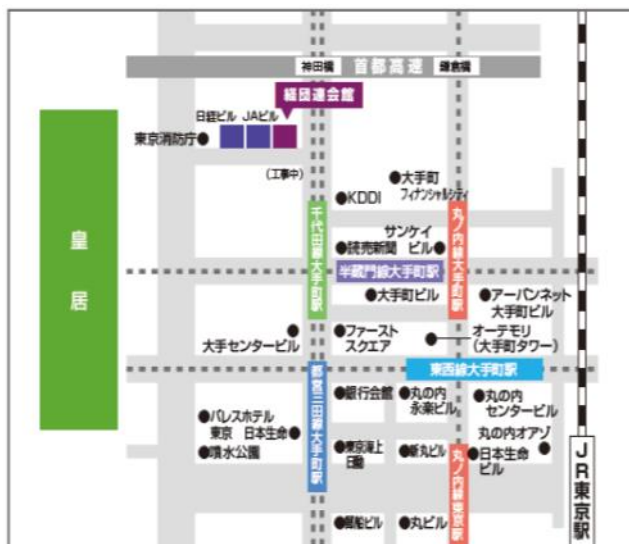 神田橋
首都高速
鎌倉橋
経団連会館
日経ビル
JAビル
東京消防庁
(工事中)
大手町
フィナンシャルシティ
KDDI
千代田線大手町駅
丸ノ内線大手町駅
サンケイ
ビル
読売新聞
皇居
半蔵門線大手町駅
大手町ビル
アーバンネット
大手町ビル
大手センタービル
ファースト
スクエア
オーテモリ
(大手町タワー)
東西線大手町駅
都営三田線大手町駅
銀行会館
丸の内
永楽ビル
丸の内
センタービル
パレスホテル
東京
日本生命
噴水公園
東京海上
日動
新丸ビル
丸ノ内線東京駅
丸の内オアゾ
日本生命
ビル
JR東京駅
郵船ビル
丸ビル